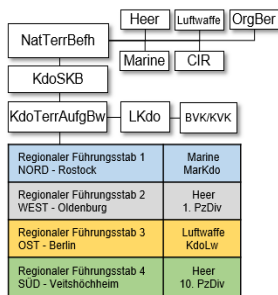 Heer
Luftwaffe
OrgBer
NatTerrBefh
Marine
CIR
KdoSKB
KdoTerrAufgBw
LKdo
BVK/KVK
Regionaler Führungsstab 1
NORD - Rostock
Marine
MarKdo
Regionaler Führungsstab 2
WEST - Oldenburg
Heer
1. PzDiv
Regionaler Führungsstab 3
OST - Berlin
Luftwaffe
KdoLw
Regionaler Führungsstab 4
SÜD - Veitshöchheim
Heer
10. PzDiv